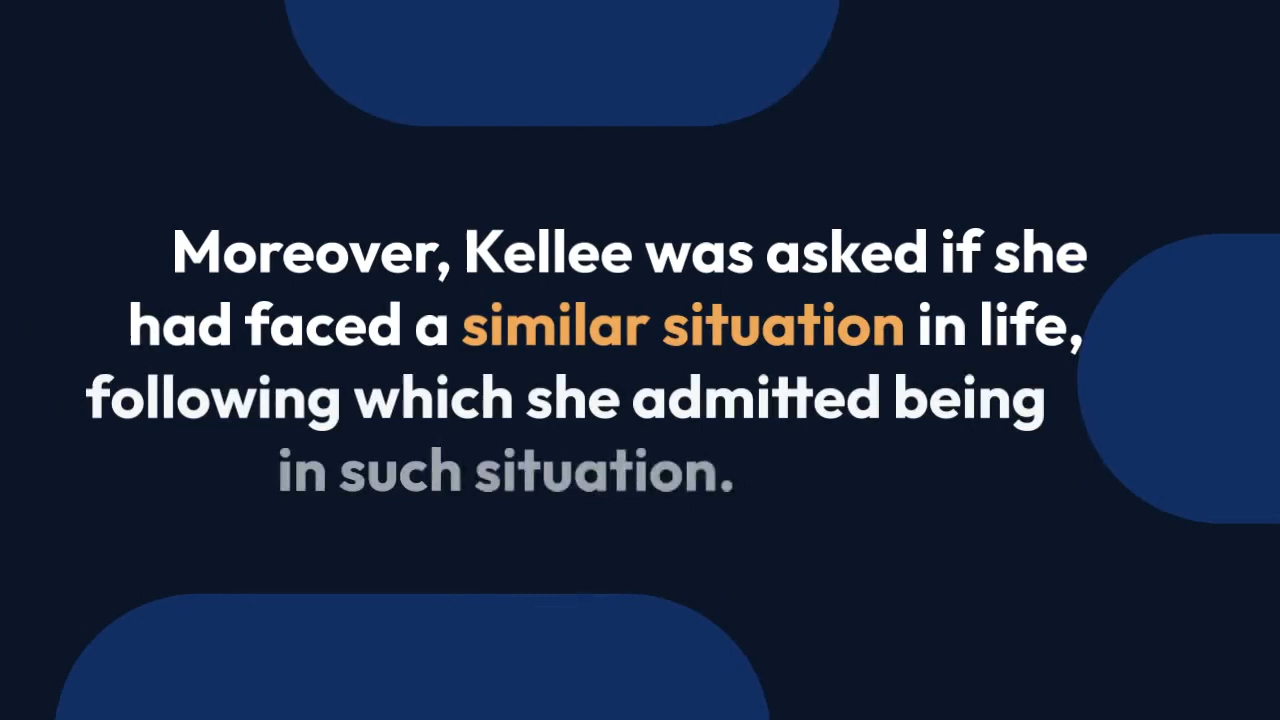 Moreover, Kellee was asked if she
had faced a similar situation in life,
following which she admitted being
in such situation.